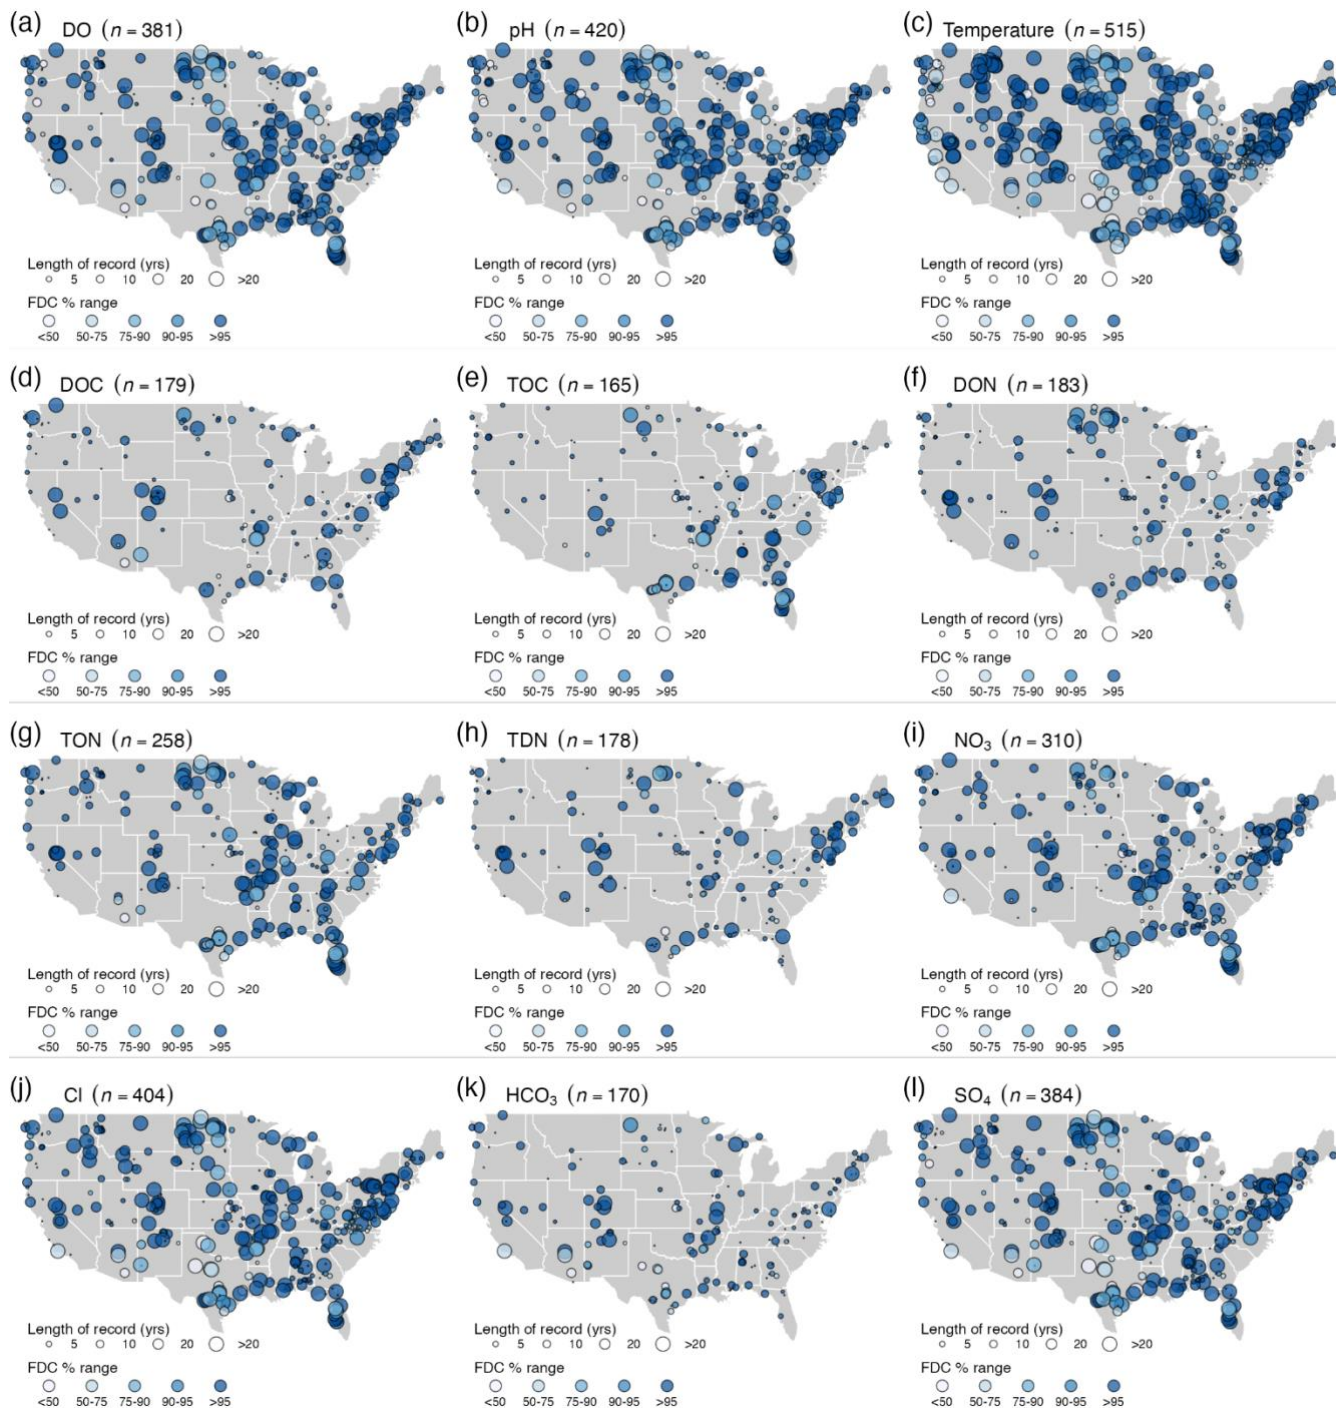 (a) DO (n = 381)
(b) pH (n = 420)
(c) Temperature (n = 515)
Length of record (yrs)
5 10 20 >20
FDC % range
<50 50-75 75-90 90-95 >95
Length of record (yrs)
5 10 20 >20
FDC % range
<50 50-75 75-90 90-95 >95
Length of record (yrs)
5 10 20 >20
FDC % range
<50 50-75 75-90 90-95 >95
(d) DOC (n = 179)
(e) TOC (n = 165)
(f) DON (n = 183)
Length of record (yrs)
5 10 20 >20
FDC % range
<50 50-75 75-90 90-95 >95
Length of record (yrs)
5 10 20 >20
FDC % range
<50 50-75 75-90 90-95 >95
Length of record (yrs)
5 10 20 >20
FDC % range
<50 50-75 75-90 90-95 >95
(g) TON (n = 258)
(h) TDN (n = 178)
(i) NO₃ (n = 310)
Length of record (yrs)
5 10 20 >20
FDC % range
<50 50-75 75-90 90-95 >95
Length of record (yrs)
5 10 20 >20
FDC % range
<50 50-75 75-90 90-95 >95
Length of record (yrs)
5 10 20 >20
FDC % range
<50 50-75 75-90 90-95 >95
(j) Cl (n = 404)
(k) HCO₃ (n = 170)
(l) SO₄ (n = 384)
Length of record (yrs)
5 10 20 >20
FDC % range
<50 50-75 75-90 90-95 >95
Length of record (yrs)
5 10 20 >20
FDC % range
<50 50-75 75-90 90-95 >95
Length of record (yrs)
5 10 20 >20
FDC % range
<50 50-75 75-90 90-95 >95